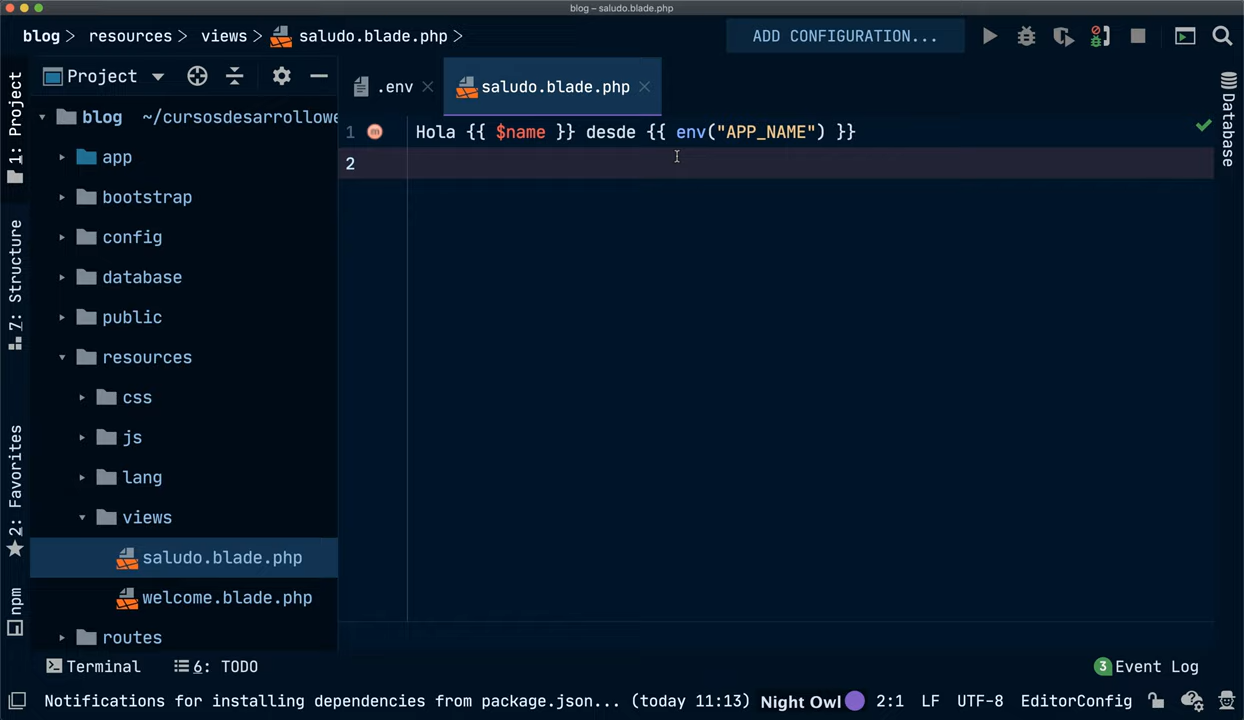 blog – saludo.blade.php
blog > resources > views > saludo.blade.php >
ADD CONFIGURATION...
1: Project
7: Structure
2: Favorites
npm
Project
.env
saludo.blade.php
Database
blog ~/cursosdesarrollowe
app
bootstrap
config
database
public
resources
css
js
lang
views
saludo.blade.php
welcome.blade.php
routes
1 Hola {{ $name }} desde {{ env("APP_NAME") }}
2
Terminal
6: TODO
3 Event Log
Notifications for installing dependencies from package.json... (today 11:13) Night Owl 2:1 LF UTF-8 EditorConfig